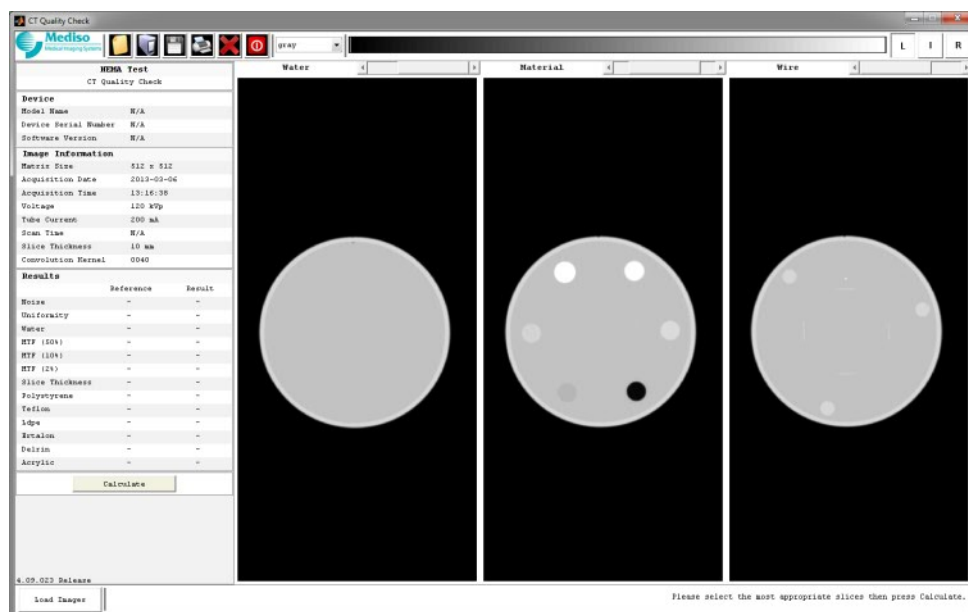 CT Quality Check
Mediso
Medical Imaging Systems
gray
L I R
Water
Material
Wire
NEMA Test
CT Quality Check
Device
Model Name N/A
Device Serial Number N/A
Software Version N/A
Image Information
Matrix Size 512 x 512
Acquisition Date 2013-03-06
Acquisition Time 13:16:38
Voltage 120 kVp
Tube Current 200 mA
Scan Time N/A
Slice Thickness 10 mm
Convolution Kernel 0040
Results
Reference Result
Noise - -
Uniformity - -
Water - -
MTF (50%) - -
MTF (10%) - -
MTF (2%) - -
Slice Thickness - -
Polystyrene - -
Teflon - -
Ldpe - -
Ertalon - -
Delrin - -
Acrylic - -
Calculate
4.09.023 Release
Load Images
Please select the most appropriate slices then press Calculate.